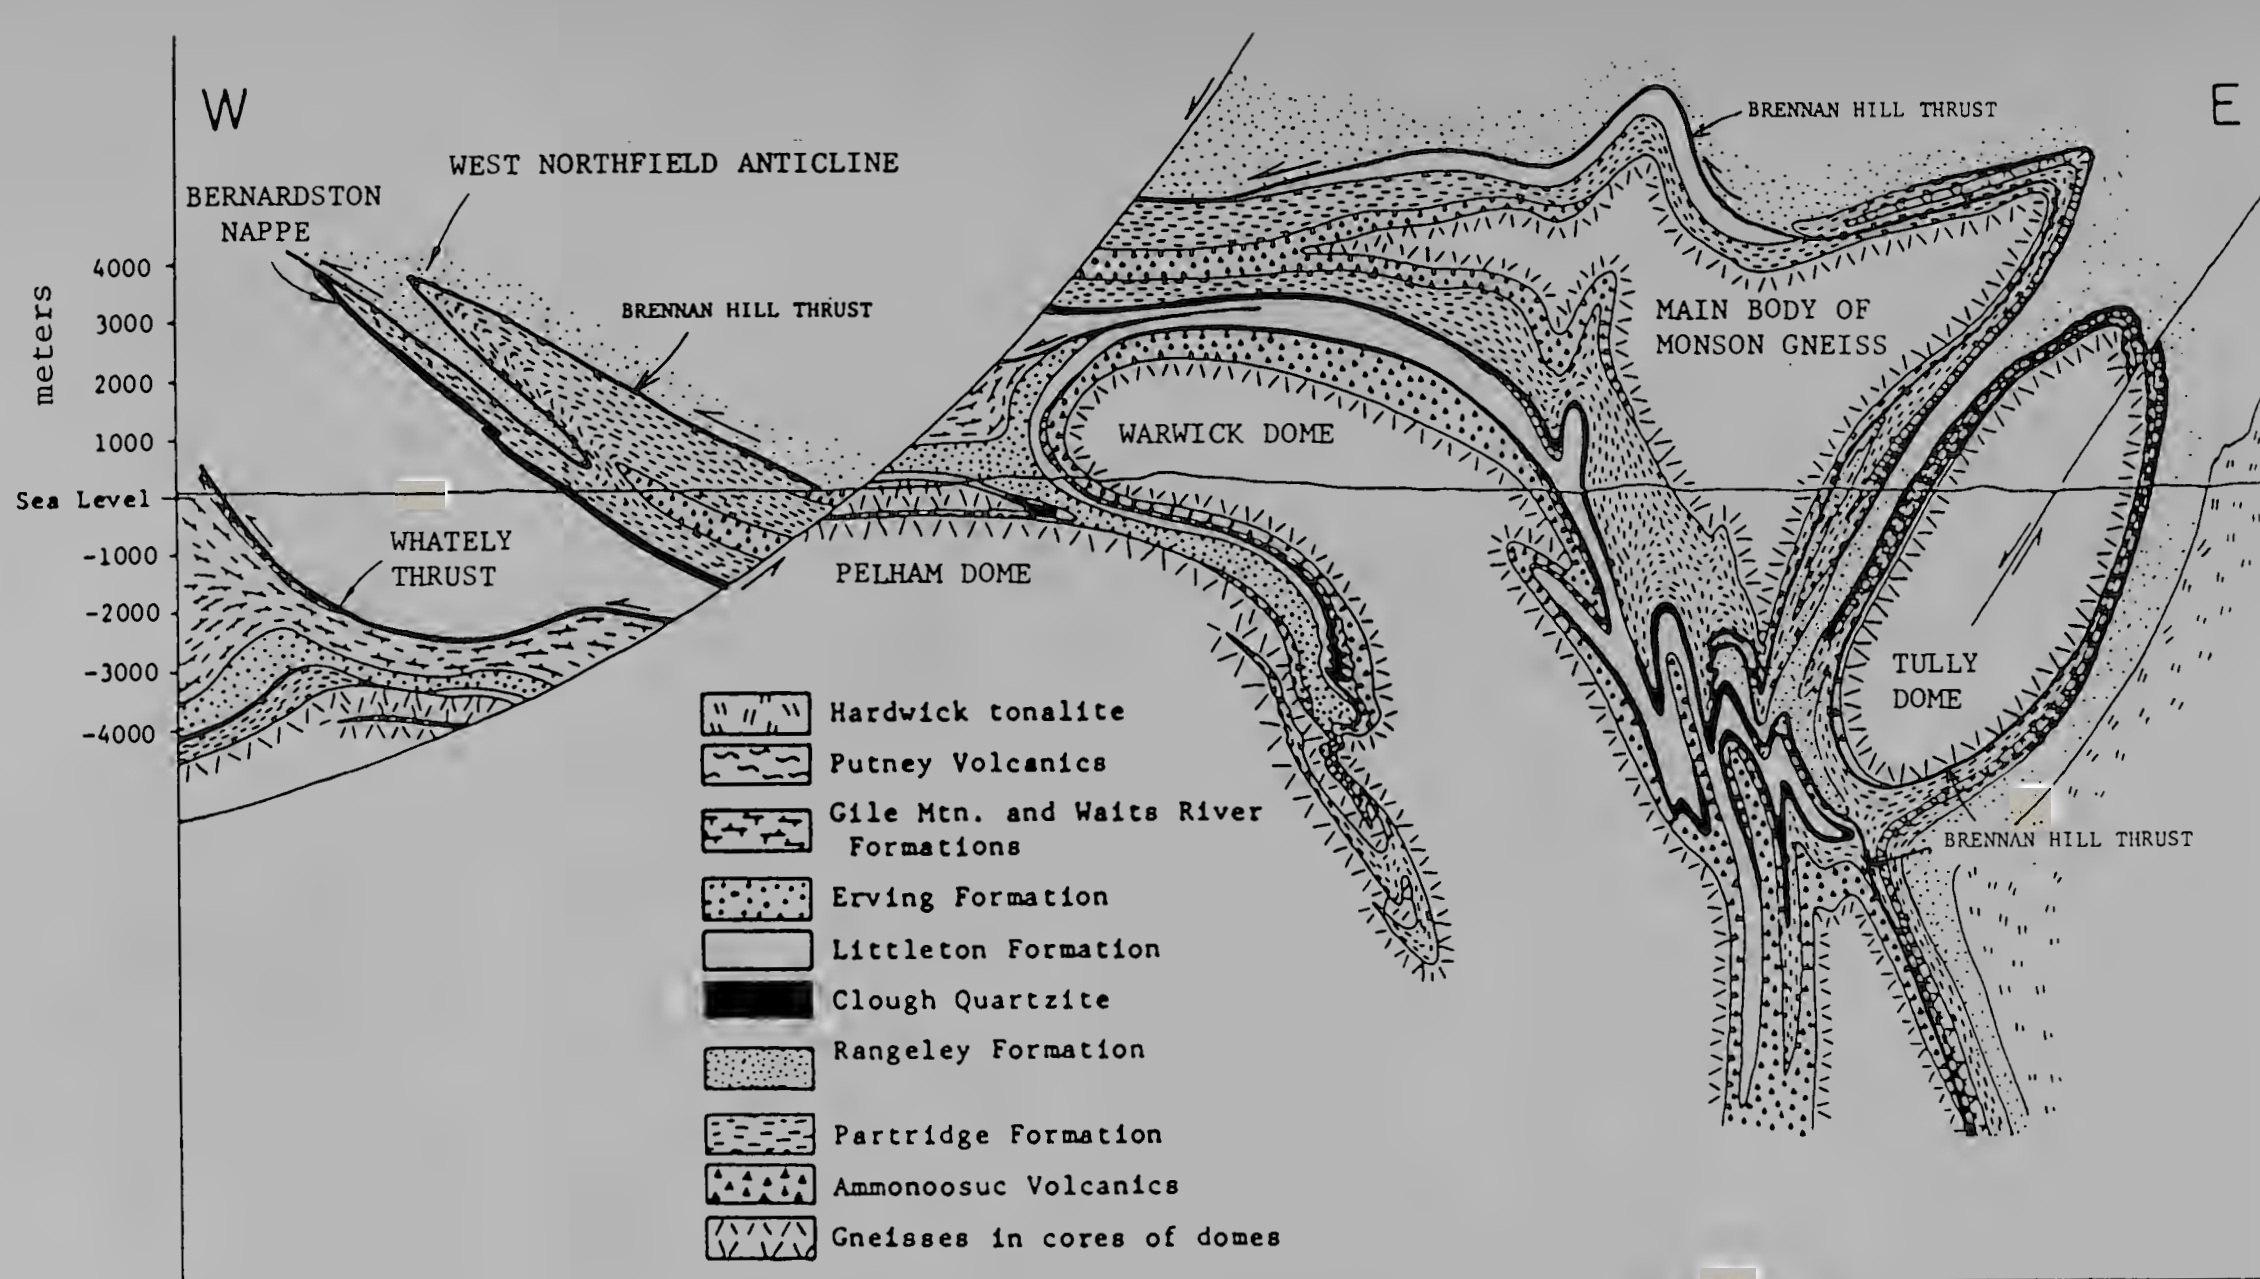 W
E
BRENNAN HILL THRUST
WEST NORTHFIELD ANTICLINE
BERNARDSTON
NAPPE
BRENNAN HILL THRUST
meters
4000
3000
2000
1000
Sea Level
-1000
-2000
-3000
-4000
MAIN BODY OF
MONSON GNEISS
WARWICK DOME
WHATELY
THRUST
PELHAM DOME
TULLY
DOME
BRENNAN HILL THRUST
Hardwick tonalite
Putney Volcanics
Gile Mtn. and Waits River
Formations
Erving Formation
Littleton Formation
Clough Quartzite
Rangeley Formation
Partridge Formation
Ammonoosuc Volcanics
Gneisses in cores of domes